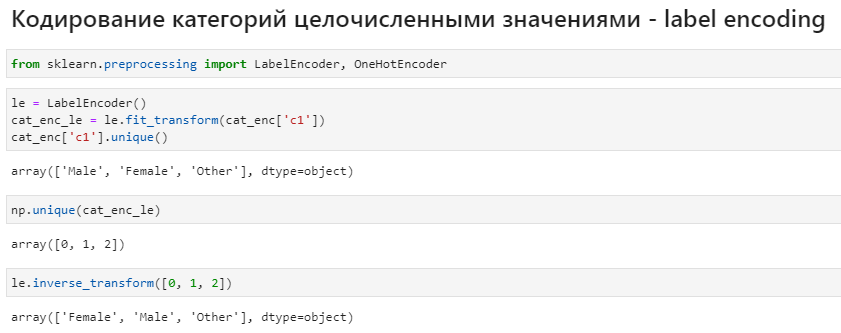 Кодирование категорий целочисленными значениями - label encoding
from sklearn.preprocessing import LabelEncoder, OneHotEncoder
le = LabelEncoder()
cat_enc_le = le.fit_transform(cat_enc['c1'])
cat_enc['c1'].unique()
array(['Male', 'Female', 'Other'], dtype=object)
np.unique(cat_enc_le)
array([0, 1, 2])
le.inverse_transform([0, 1, 2])
array(['Female', 'Male', 'Other'], dtype=object)